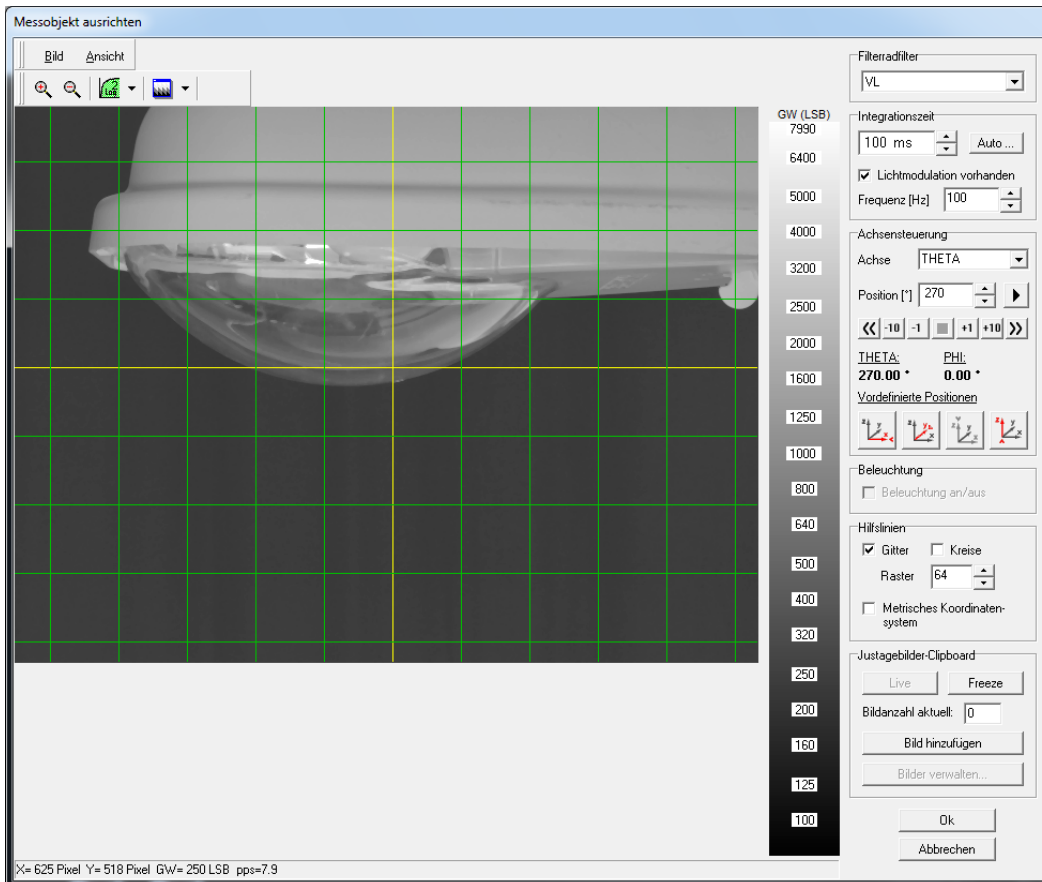 Messobjekt ausrichten
Bild Ansicht
Log
GW (LSB)
7990
6400
5000
4000
3200
2500
2000
1600
1250
1000
800
640
500
400
320
250
200
160
125
100
Filterradfilter
VL
Integrationszeit
100 ms Auto ...
Lichtmodulation vorhanden
Frequenz [Hz] 100
Achsensteuerung
Achse THETA
Position [°] 270
-10 -1 +1 +10
THETA: PHI:
270.00 ° 0.00 °
Vordefinierte Positionen
Beleuchtung
Beleuchtung an/aus
Hilfslinien
Gitter Kreise
Raster 64
Metrisches Koordinaten-
system
Justagebilder-Clipboard
Live Freeze
Bildanzahl aktuell: 0
Bild hinzufügen
Bilder verwalten...
Ok
Abbrechen
X= 625 Pixel Y= 518 Pixel GW= 250 LSB pps=7.9